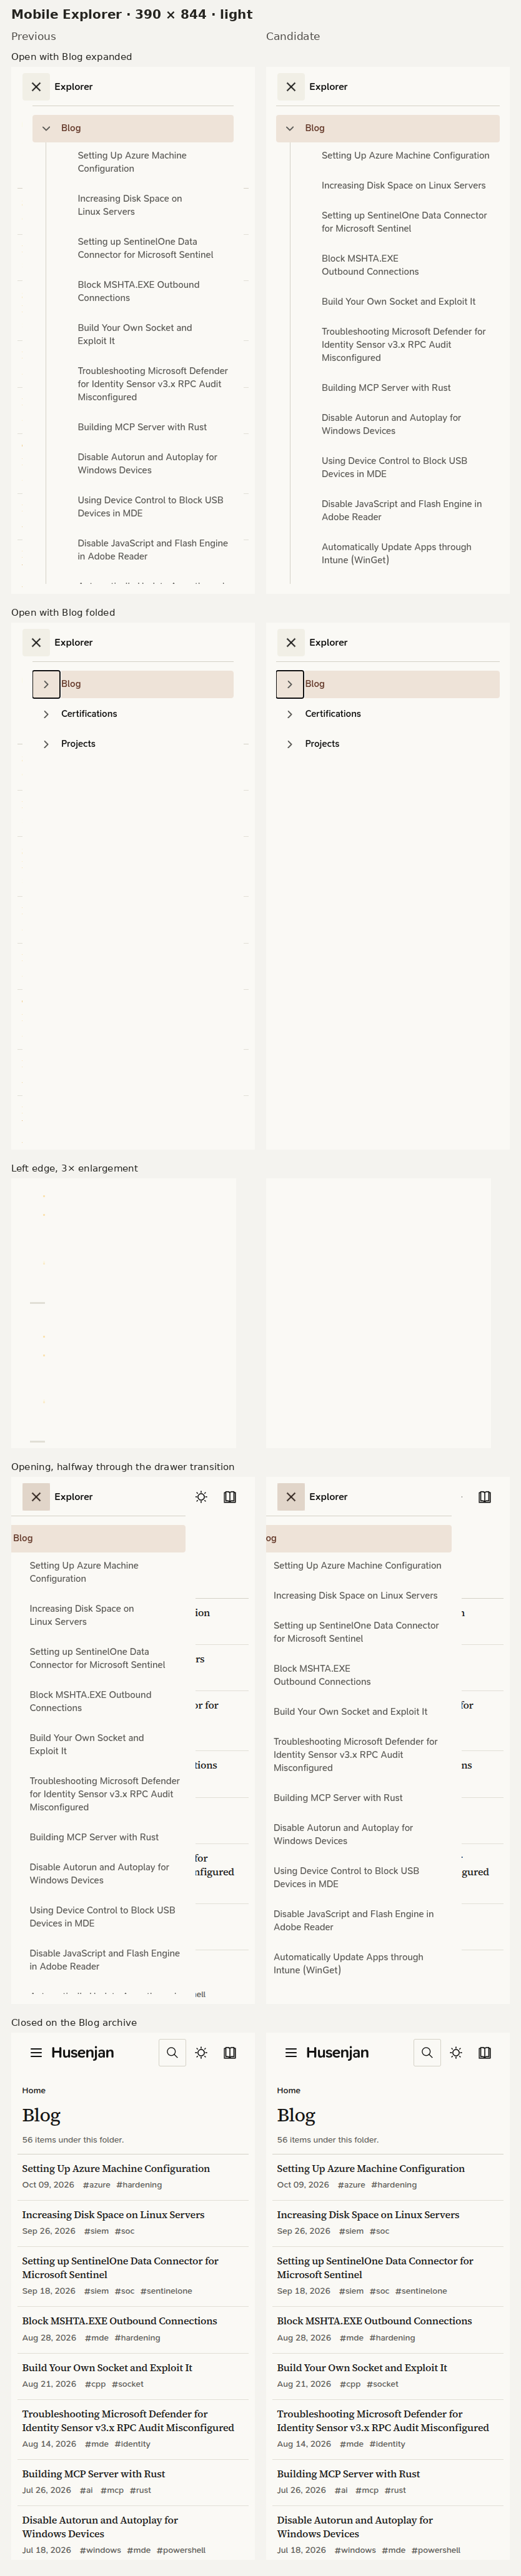 Mobile Explorer · 390 × 844 · light
Previous
Candidate
Open with Blog expanded
Explorer
Blog
Setting Up Azure Machine
Configuration
Increasing Disk Space on
Linux Servers
Setting up SentinelOne Data
Connector for Microsoft Sentinel
Block MSHTA.EXE Outbound
Connections
Build Your Own Socket and
Exploit It
Troubleshooting Microsoft Defender
for Identity Sensor v3.x RPC Audit
Misconfigured
Building MCP Server with Rust
Disable Autorun and Autoplay for
Windows Devices
Using Device Control to Block USB
Devices in MDE
Disable JavaScript and Flash Engine
in Adobe Reader
Explorer
Blog
Setting Up Azure Machine Configuration
Increasing Disk Space on Linux Servers
Setting up SentinelOne Data Connector
for Microsoft Sentinel
Block MSHTA.EXE
Outbound Connections
Build Your Own Socket and Exploit It
Troubleshooting Microsoft Defender for
Identity Sensor v3.x RPC Audit
Misconfigured
Building MCP Server with Rust
Disable Autorun and Autoplay for
Windows Devices
Using Device Control to Block USB
Devices in MDE
Disable JavaScript and Flash Engine in
Adobe Reader
Automatically Update Apps through
Intune (WinGet)
Open with Blog folded
Explorer
Blog
Certifications
Projects
Explorer
Blog
Certifications
Projects
Left edge, 3× enlargement
Opening, halfway through the drawer transition
Explorer
Blog
Setting Up Azure Machine
Configuration
Increasing Disk Space on
Linux Servers
Setting up SentinelOne Data
Connector for Microsoft Sentinel
Block MSHTA.EXE Outbound
Connections
Build Your Own Socket and
Exploit It
Troubleshooting Microsoft Defender
for Identity Sensor v3.x RPC Audit
Misconfigured
Building MCP Server with Rust
Disable Autorun and Autoplay for
Windows Devices
Using Device Control to Block USB
Devices in MDE
Disable JavaScript and Flash Engine
in Adobe Reader
Explorer
og
Setting Up Azure Machine Configuration
Increasing Disk Space on Linux Servers
Setting up SentinelOne Data Connector
for Microsoft Sentinel
Block MSHTA.EXE
Outbound Connections
Build Your Own Socket and Exploit It
Troubleshooting Microsoft Defender for
Identity Sensor v3.x RPC Audit
Misconfigured
Building MCP Server with Rust
Disable Autorun and Autoplay for
Windows Devices
Using Device Control to Block USB
Devices in MDE
Disable JavaScript and Flash Engine in
Adobe Reader
Automatically Update Apps through
Intune (WinGet)
Closed on the Blog archive
Husenjan
Home
Blog
56 items under this folder.
Setting Up Azure Machine Configuration
Oct 09, 2026 #azure #hardening
Increasing Disk Space on Linux Servers
Sep 26, 2026 #siem #soc
Setting up SentinelOne Data Connector for
Microsoft Sentinel
Sep 18, 2026 #siem #soc #sentinelone
Block MSHTA.EXE Outbound Connections
Aug 28, 2026 #mde #hardening
Build Your Own Socket and Exploit It
Aug 21, 2026 #cpp #socket
Troubleshooting Microsoft Defender for
Identity Sensor v3.x RPC Audit Misconfigured
Aug 14, 2026 #mde #identity
Building MCP Server with Rust
Jul 26, 2026 #ai #mcp #rust
Disable Autorun and Autoplay for
Windows Devices
Jul 18, 2026 #windows #mde #powershell
Husenjan
Home
Blog
56 items under this folder.
Setting Up Azure Machine Configuration
Oct 09, 2026 #azure #hardening
Increasing Disk Space on Linux Servers
Sep 26, 2026 #siem #soc
Setting up SentinelOne Data Connector for
Microsoft Sentinel
Sep 18, 2026 #siem #soc #sentinelone
Block MSHTA.EXE Outbound Connections
Aug 28, 2026 #mde #hardening
Build Your Own Socket and Exploit It
Aug 21, 2026 #cpp #socket
Troubleshooting Microsoft Defender for
Identity Sensor v3.x RPC Audit Misconfigured
Aug 14, 2026 #mde #identity
Building MCP Server with Rust
Jul 26, 2026 #ai #mcp #rust
Disable Autorun and Autoplay for
Windows Devices
Jul 18, 2026 #windows #mde #powershell